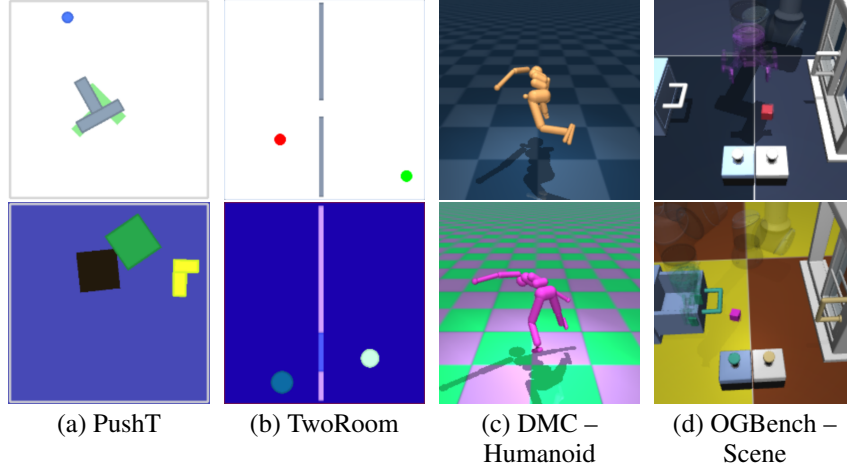 (a) PushT
(b) TwoRoom
(c) DMC –
Humanoid
(d) OGBench –
Scene